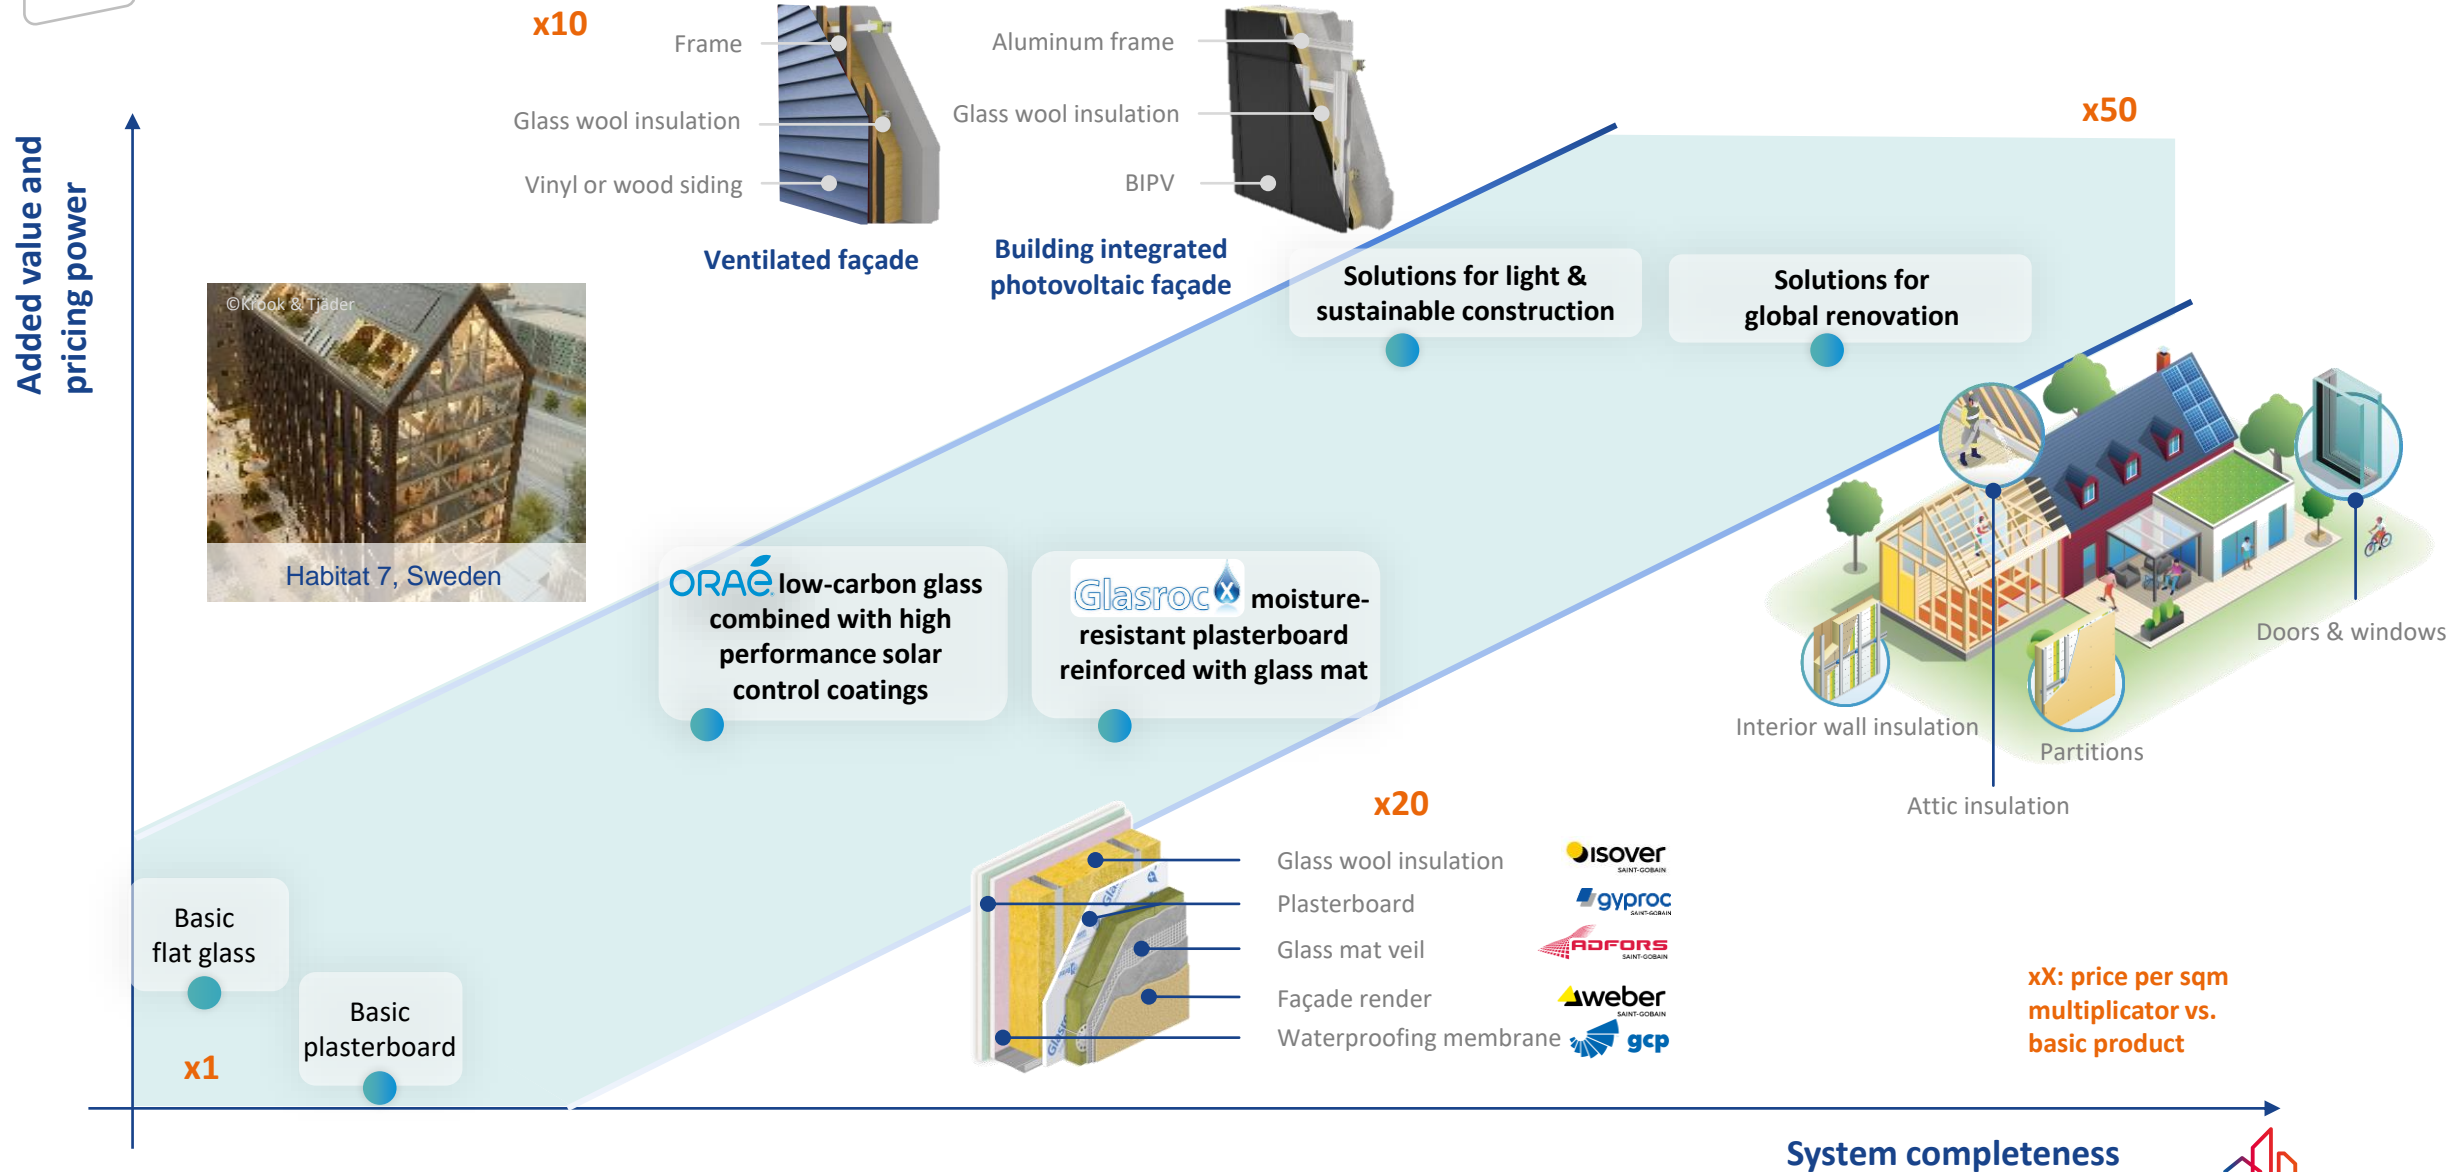 x10
Frame
Glass wool insulation
Vinyl or wood siding
Ventilated façade
Aluminum frame
Glass wool insulation
BIPV
Building integrated
photovoltaic façade
x50
Added value and
pricing power
©Krook & Tjäder
Habitat 7, Sweden
Solutions for light &
sustainable construction
Solutions for
global renovation
ORAé low-carbon glass
combined with high
performance solar
control coatings
Glasroc X moisture-
resistant plasterboard
reinforced with glass mat
Doors & windows
Interior wall insulation
Partitions
Attic insulation
x20
Glass wool insulation
isover
SAINT-GOBAIN
Plasterboard
gyproc
SAINT-GOBAIN
Glass mat veil
ADFORS
SAINT-GOBAIN
Façade render
weber
SAINT-GOBAIN
Waterproofing membrane
gcp
Basic
flat glass
Basic
plasterboard
x1
xX: price per sqm
multiplicator vs.
basic product
System completeness